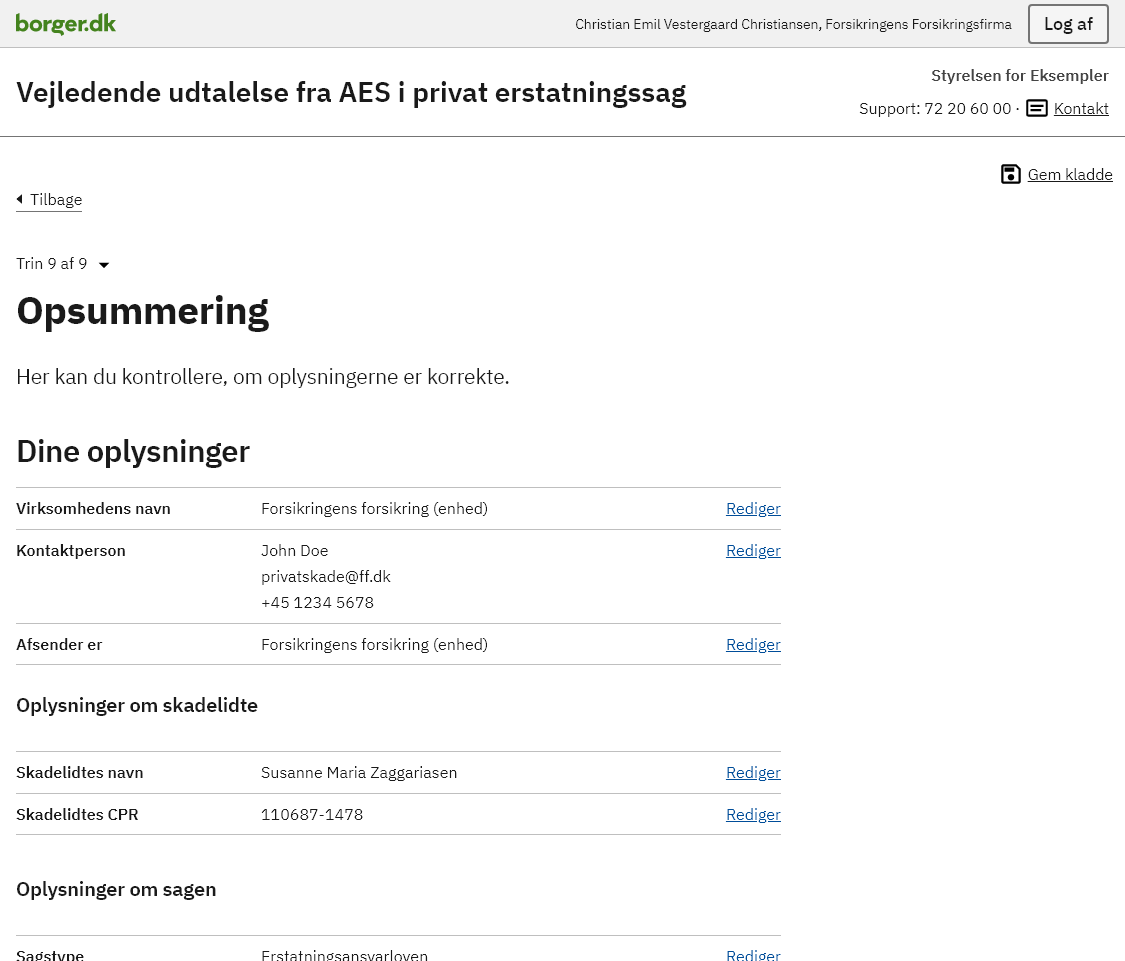 borger.dk
Christian Emil Vestergaard Christiansen, Forsikringens Forsikringsfirma
Log af
Vejledende udtalelse fra AES i privat erstatningssag
Styrelsen for Eksempler
Support: 72 20 60 00 · Kontakt
Gem kladde
Tilbage
Trin 9 af 9
Opsummering
Her kan du kontrollere, om oplysningerne er korrekte.
Dine oplysninger
Virksomhedens navn Forsikringens forsikring (enhed) Rediger
Kontaktperson John Doe Rediger
privatskade@ff.dk
+45 1234 5678
Afsender er Forsikringens forsikring (enhed) Rediger
Oplysninger om skadelidte
Skadelidtes navn Susanne Maria Zaggariasen Rediger
Skadelidtes CPR 110687-1478 Rediger
Oplysninger om sagen
Sagstype Erstatningsansvarloven Rediger